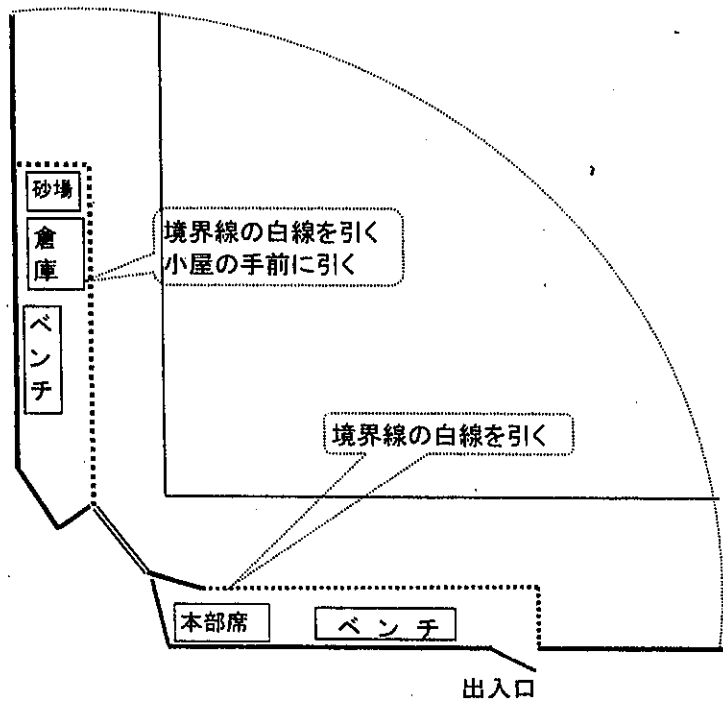 砂場
倉庫
境界線の白線を引く
小屋の手前に引く
ベンチ
境界線の白線を引く
本部席
ベンチ
出入口